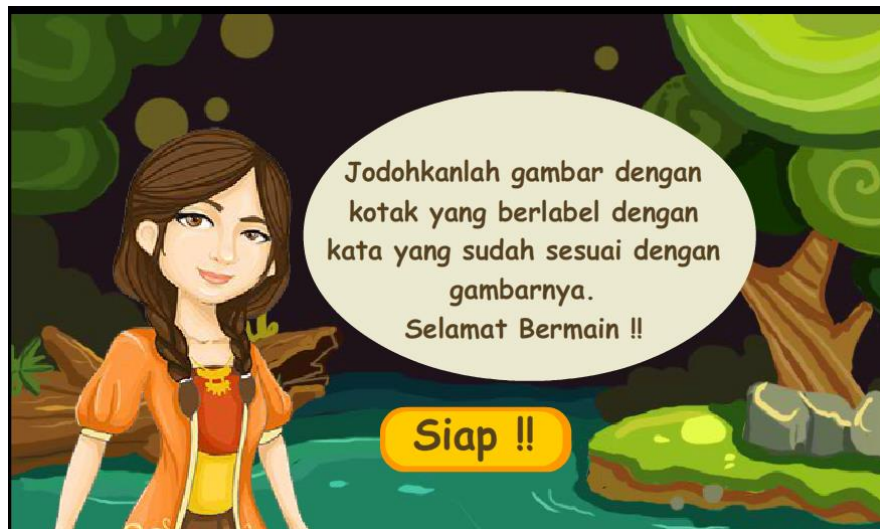 Jodohkanlah gambar dengan
kotak yang berlabel dengan
kata yang sudah sesuai dengan
gambarnya.
Selamat Bermain !!
Siap !!